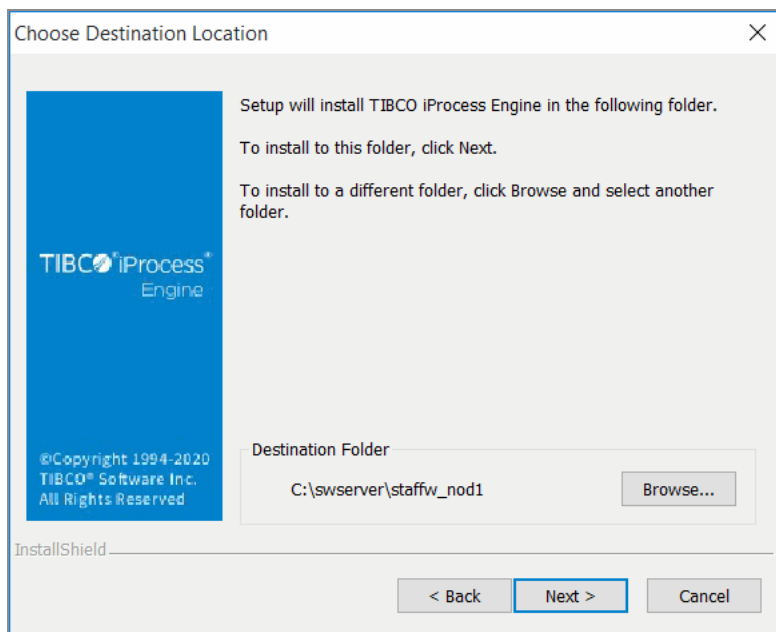 Choose Destination Location
Setup will install TIBCO iProcess Engine in the following folder.
To install to this folder, click Next.
To install to a different folder, click Browse and select another
folder.
TIBCO® iProcess®
Engine
©Copyright 1994-2020
TIBCO® Software Inc.
All Rights Reserved
Destination Folder
C:\swserver\staffw_nod1
Browse...
InstallShield
< Back
Next >
Cancel